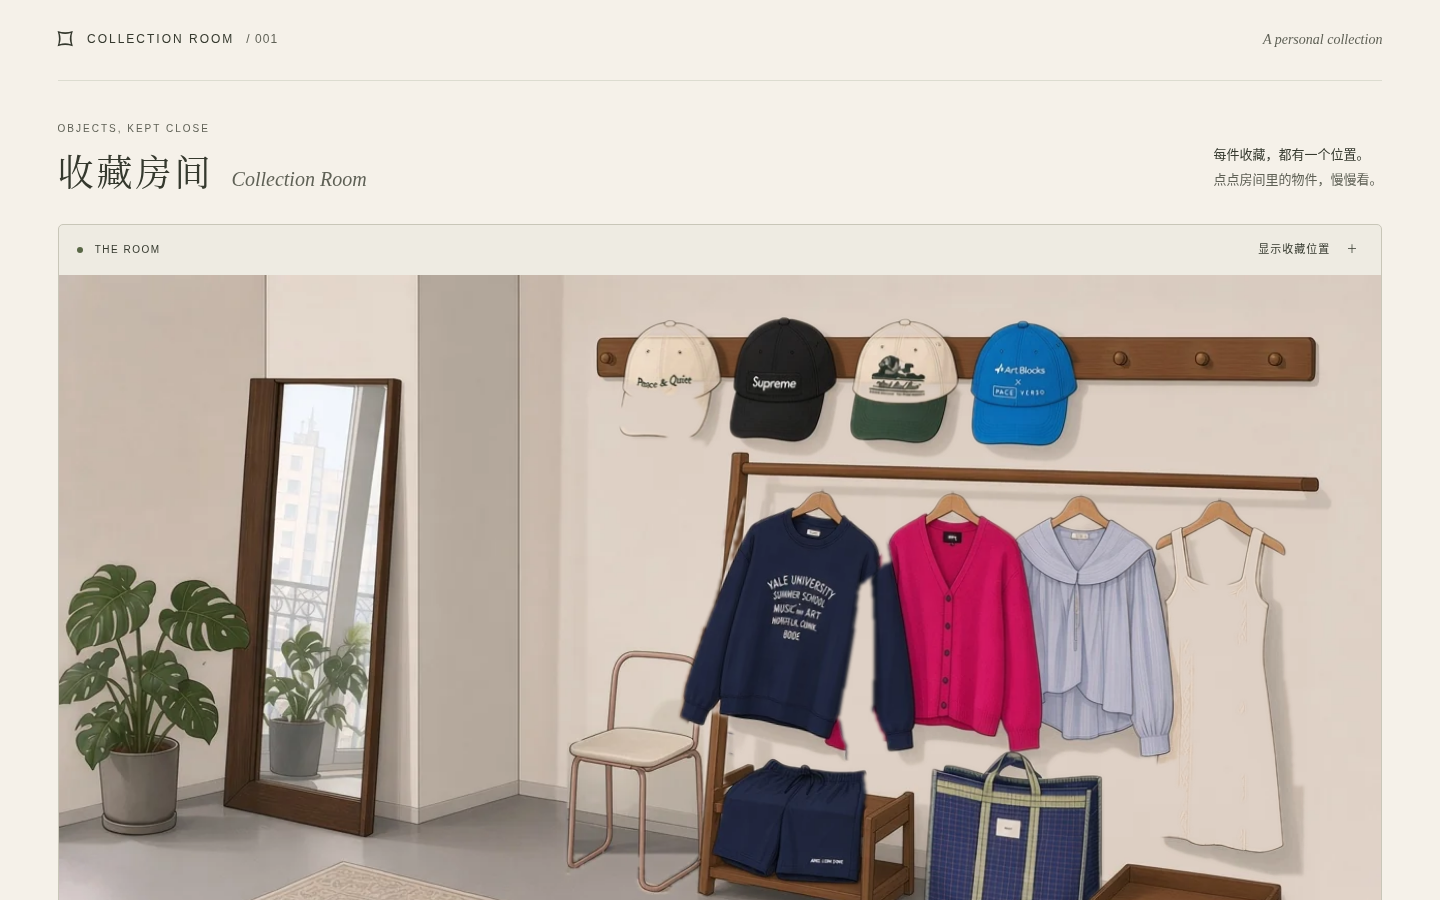 COLLECTION ROOM / 001
A personal collection
OBJECTS, KEPT CLOSE
收藏房间 Collection Room
每件收藏，都有一个位置。
点点房间里的物件，慢慢看。
THE ROOM
显示收藏位置 +
Peace & Quiet
Supreme
Art Blocks
×
PACE VERSO
YALE UNIVERSITY
SUMMER SCHOOL
MUSIC ART
BODE